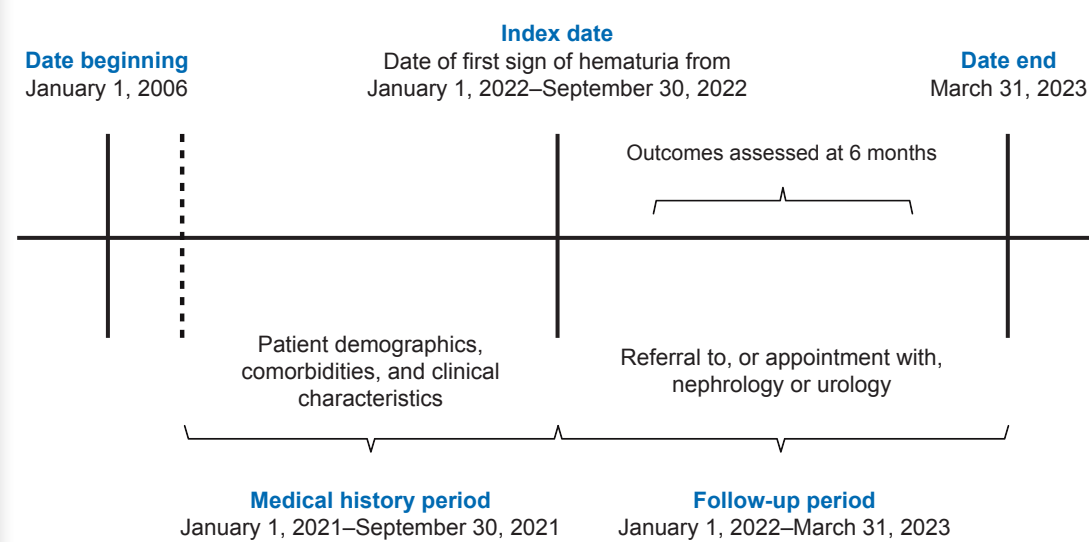 Date beginning
January 1, 2006
Index date
Date of first sign of hematuria from
January 1, 2022–September 30, 2022
Date end
March 31, 2023
Outcomes assessed at 6 months
Patient demographics,
comorbidities, and clinical
characteristics
Referral to, or appointment with,
nephrology or urology
Medical history period
January 1, 2021–September 30, 2021
Follow-up period
January 1, 2022–March 31, 2023